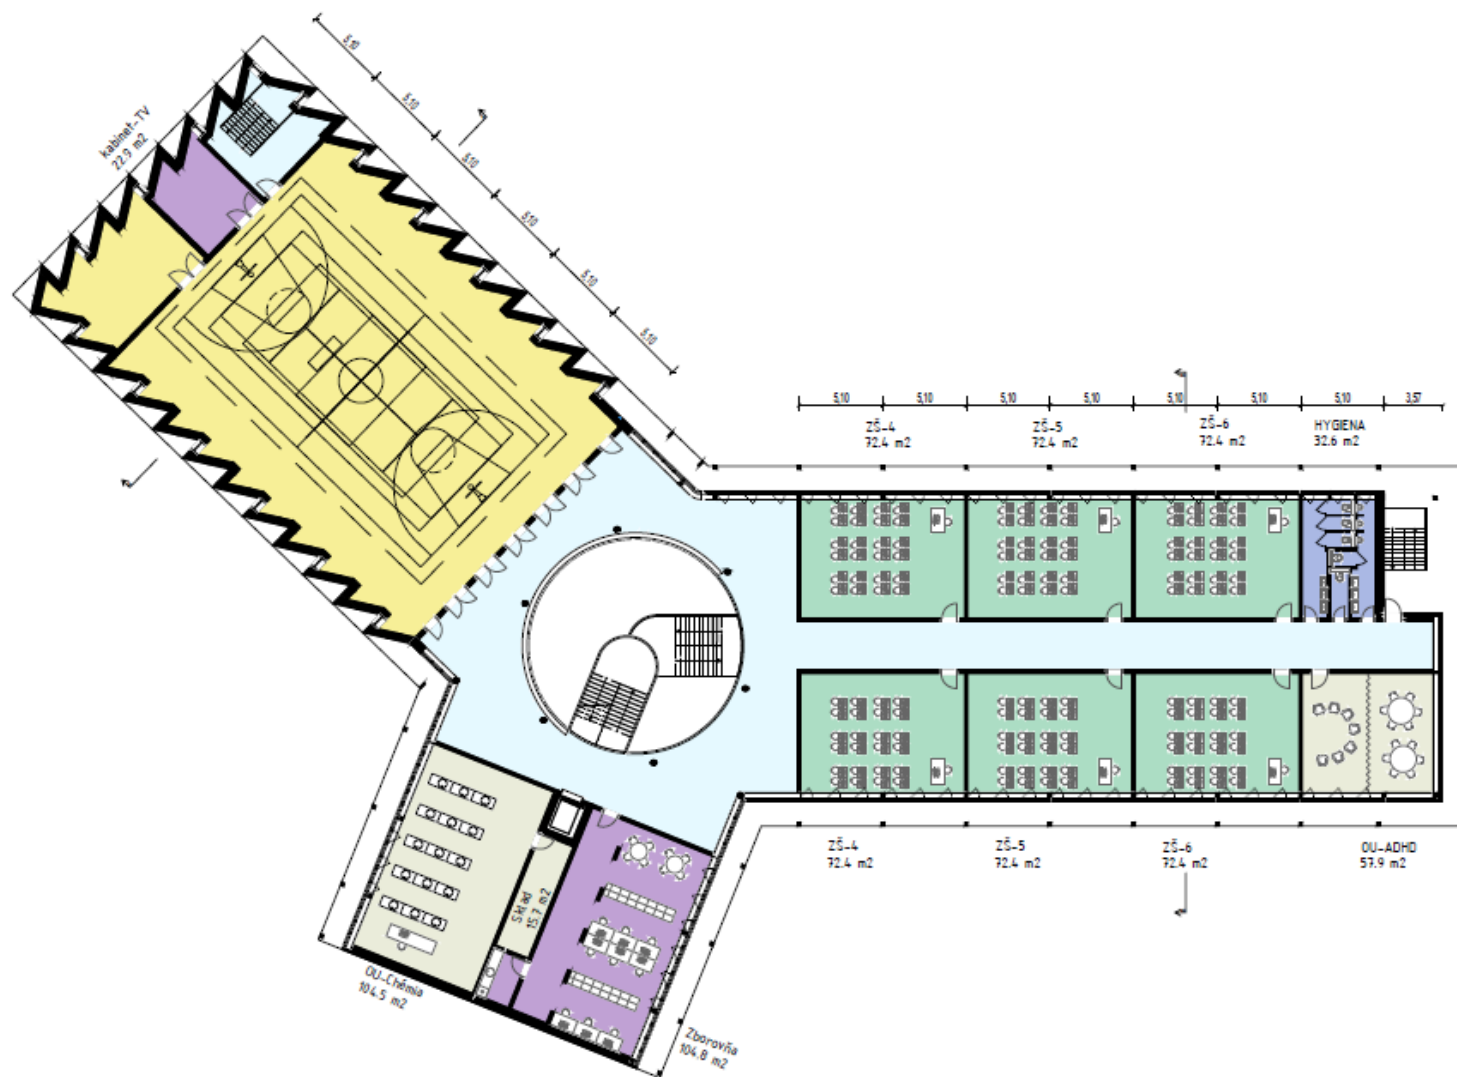 5,10
5,10
5,10
5,10
5,10
5,10
kabinet-TV
22.9 m2
5,10
5,10
5,10
5,10
5,10
5,10
5,10
3,57
ZŠ-4
72.4 m2
ZŠ-5
72.4 m2
ZŠ-6
72.4 m2
HYGIENA
32.6 m2
ZŠ-4
72.4 m2
ZŠ-5
72.4 m2
ZŠ-6
72.4 m2
OU-ADHD
57.9 m2
Sklad
15.7 m2
OU-Chémia
104.5 m2
Zborovňa
104.8 m2